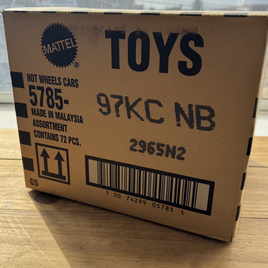 MATTEL
TOYS
HOT WHEELS CARS
5785-
MADE IN MALAYSIA
ASSORTMENT
CONTAINS 72 PCS.
97KC NB
2965N2
1 00 74299 05785 1
G5